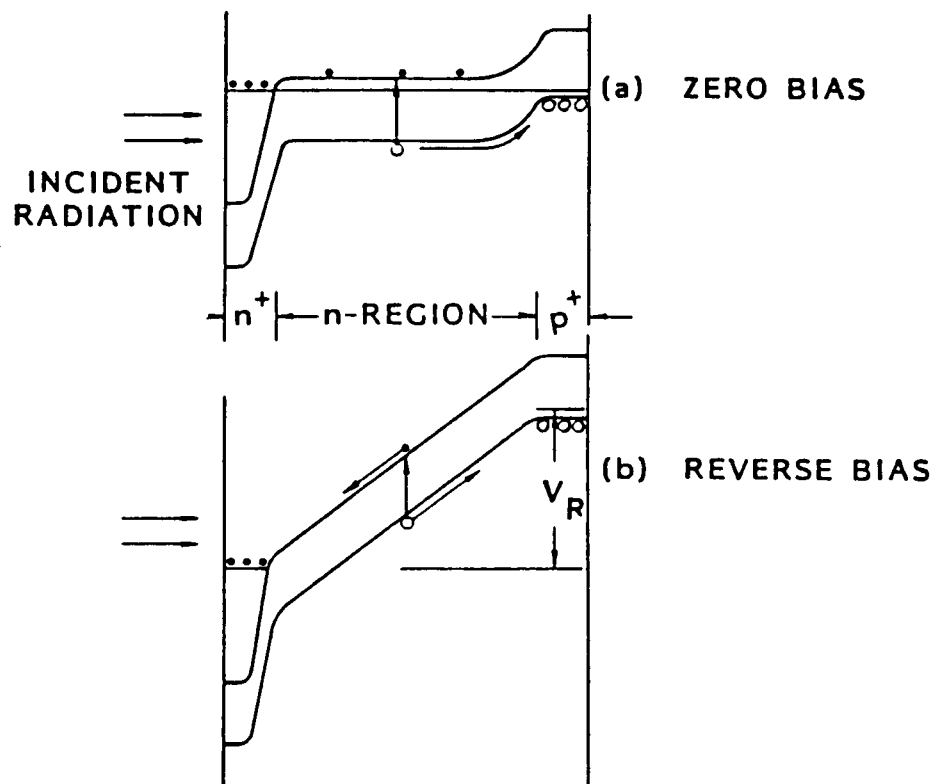 (a) ZERO BIAS
INCIDENT
RADIATION
n+
n-REGION
p+
(b) REVERSE BIAS
VR